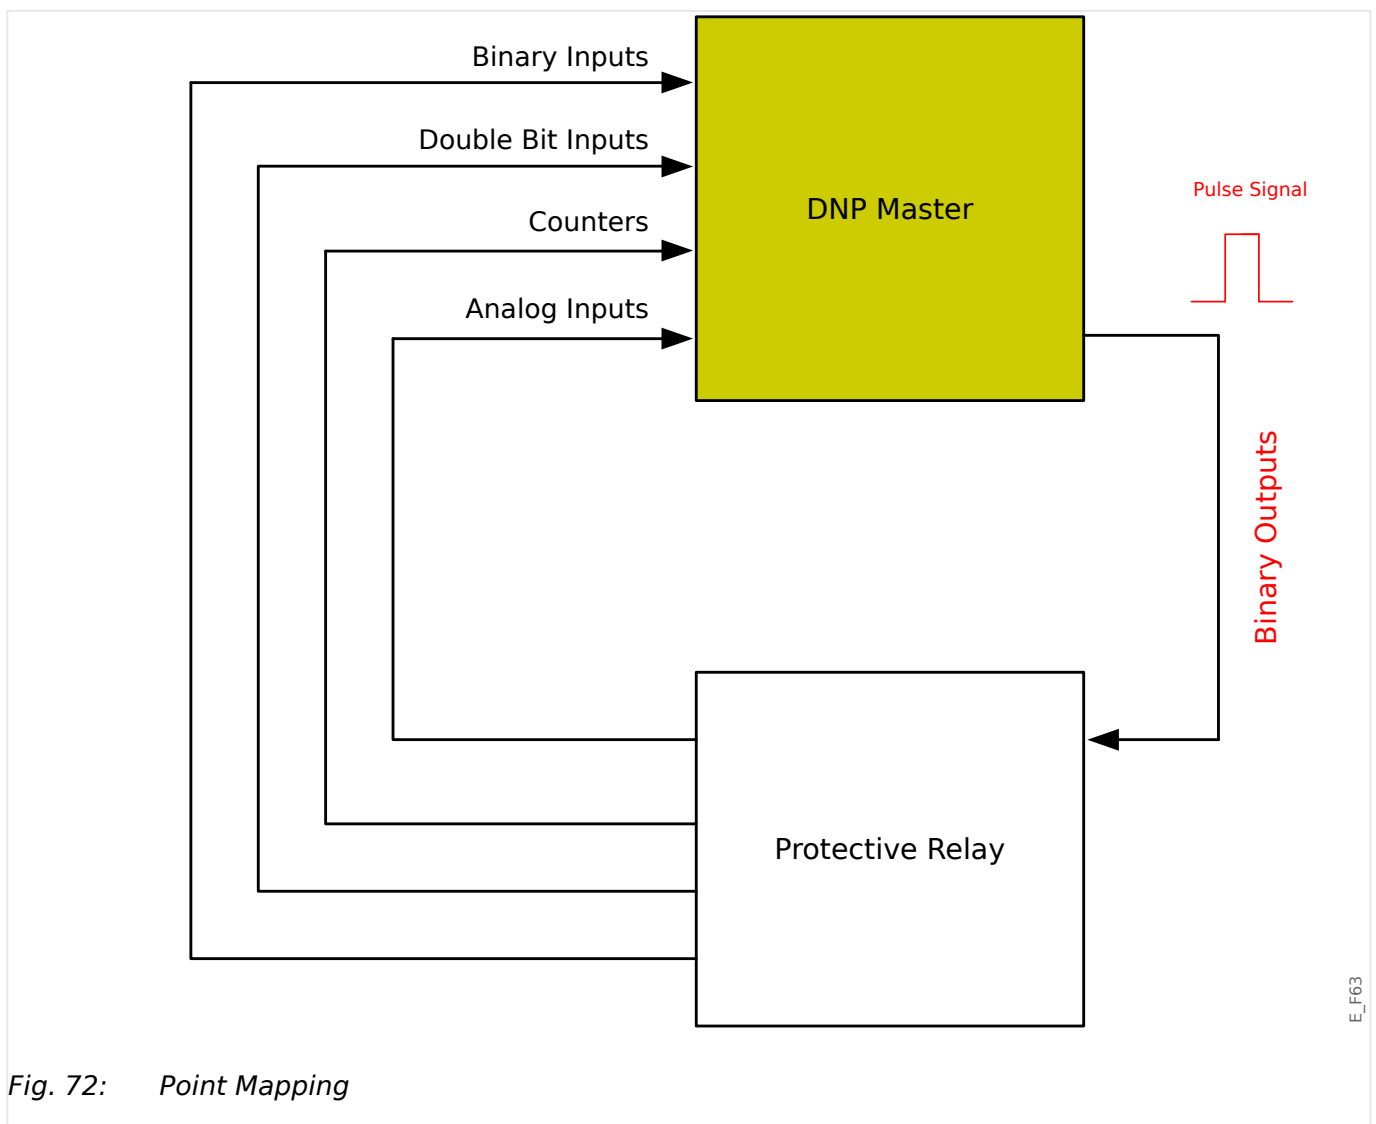 Binary Inputs
Double Bit Inputs
Counters
Analog Inputs
DNP Master
Pulse Signal
Binary Outputs
Protective Relay
E_F63
Fig. 72: Point Mapping